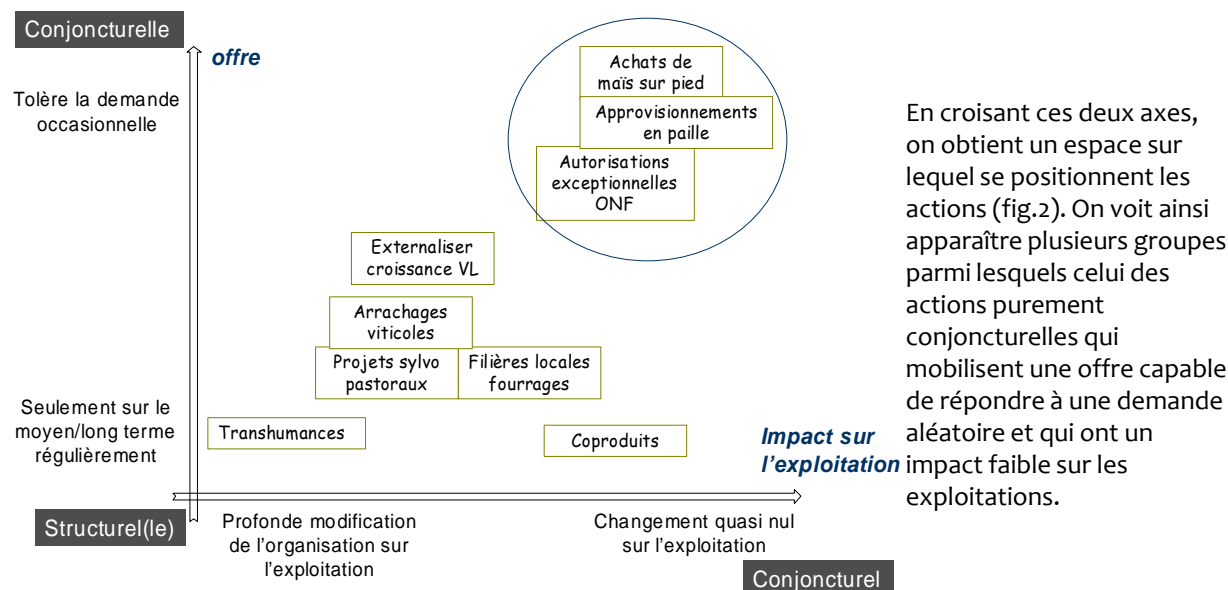 Conjoncturelle
offre
Tolère la demande
occasionnelle
Achats de
maïs sur pied
Approvisionnements
en paille
Autorisations
exceptionnelles
ONF
Externaliser
croissance VL
Arrachages
viticoles
Projets sylvo
pastoraux
Filières locales
fourrages
Seulement sur le
moyen/long terme
régulièrement
Transhumances
Coproduits
Impact sur
l'exploitation
Structurel(le)
Profonde modification
de l'organisation sur
l'exploitation
Changement quasi nul
sur l'exploitation
Conjoncturel
En croisant ces deux axes,
on obtient un espace sur
lequel se positionnent les
actions (fig.2). On voit ainsi
apparaître plusieurs groupes
parmi lesquels celui des
actions purement
conjoncturelles qui
mobilisent une offre capable
de répondre à une demande
aléatoire et qui ont un
impact faible sur les
exploitations.